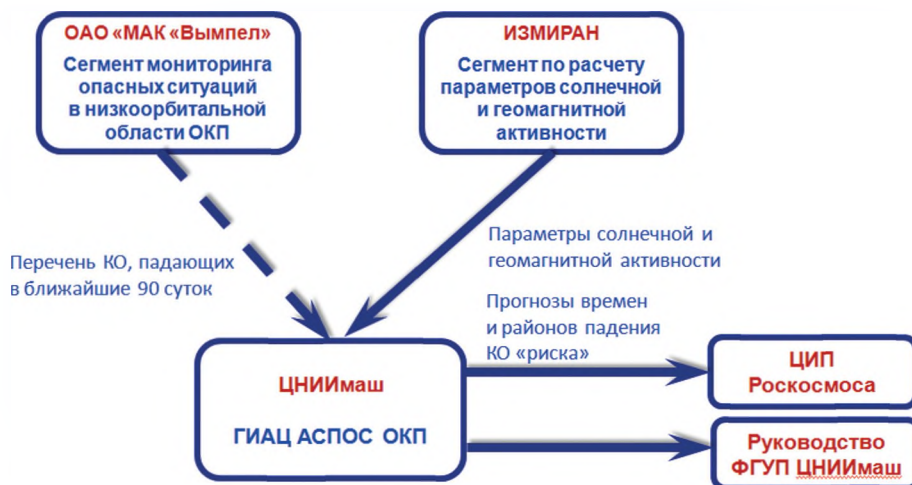 ОАО «МАК «Вымпел»
Сегмент мониторинга
опасных ситуаций
в низкоорбитальной
области ОКП
ИЗМИРАН
Сегмент по расчету
параметров солнечной
и геомагнитной
активности
Перечень КО, падающих
в ближайшие 90 суток
Параметры солнечной и
геомагнитной активности
Прогнозы времен
и районов падения
КО «риска»
ЦНИИмаш
ГИАЦ АСПОС ОКП
ЦИП
Роскосмоса
Руководство
ФГУП ЦНИИмаш